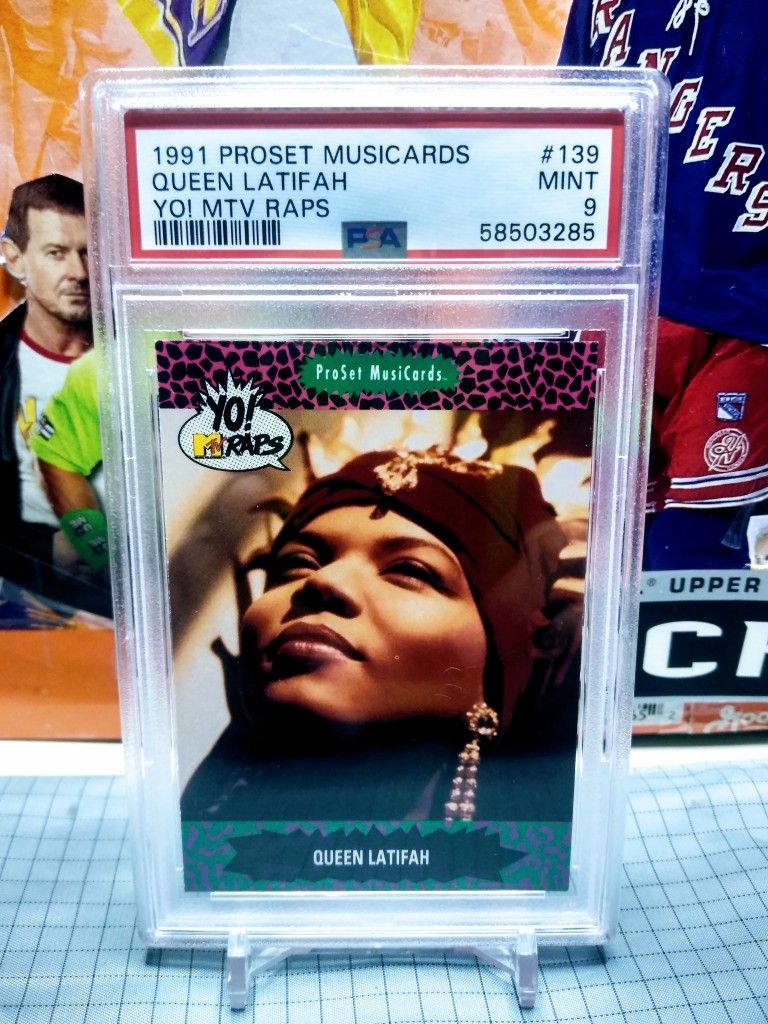 RANGERS
1991 PROSET MUSICARDS #139
QUEEN LATIFAH MINT
YO! MTV RAPS 9
PSA 58503285
ProSet MusiCards
YO!
MTV RAPS
QUEEN LATIFAH
® UPPER